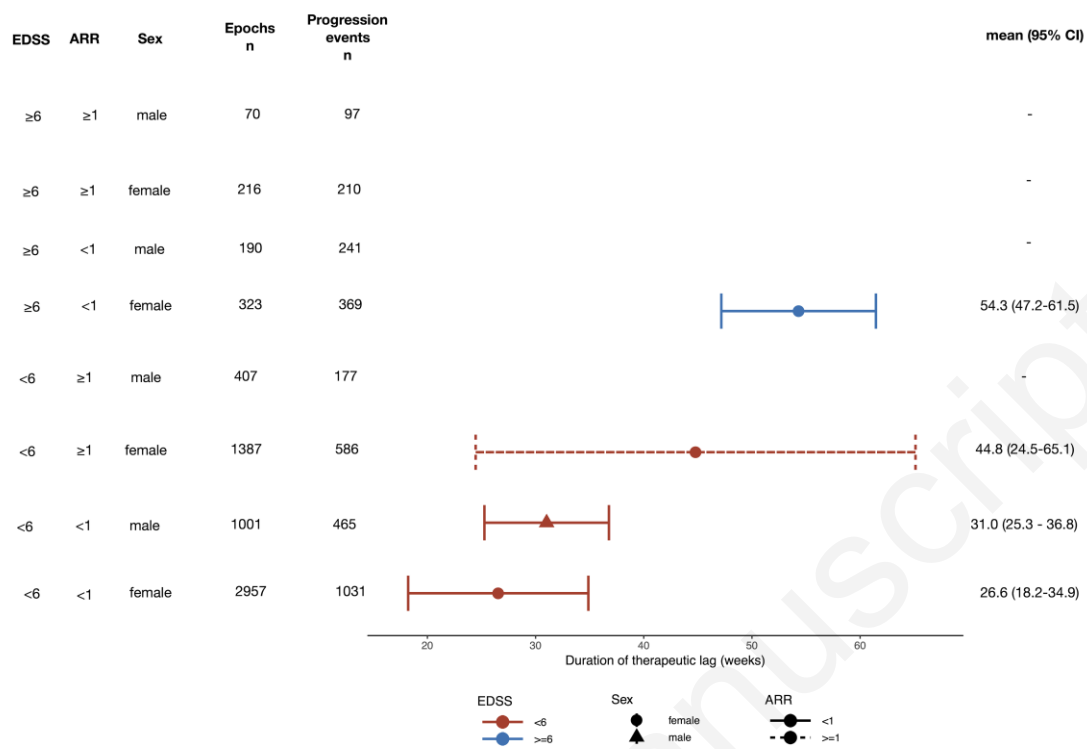 EDSS ARR Sex Epochs n Progression events n mean (95% CI)
≥6 ≥1 male 70 97 -
≥6 ≥1 female 216 210 -
≥6 <1 male 190 241 -
≥6 <1 female 323 369 54.3 (47.2-61.5)
<6 ≥1 male 407 177 -
<6 ≥1 female 1387 586 44.8 (24.5-65.1)
<6 <1 male 1001 465 31.0 (25.3 - 36.8)
<6 <1 female 2957 1031 26.6 (18.2-34.9)
20 30 40 50 60
Duration of therapeutic lag (weeks)
EDSS Sex ARR
<6 female <1
>=6 male >=1
nuscript